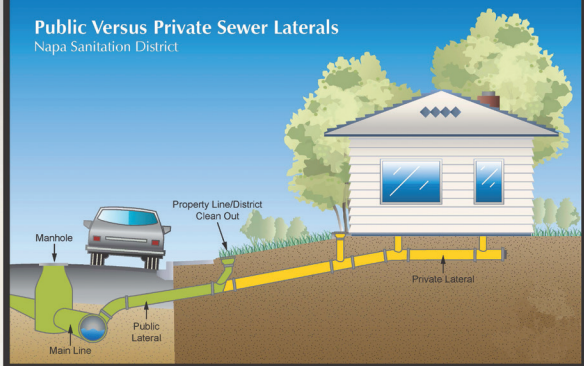 Public Versus Private Sewer Laterals
Napa Sanitation District
Property Line/District
Clean Out
Manhole
Private Lateral
Public
Lateral
Main Line